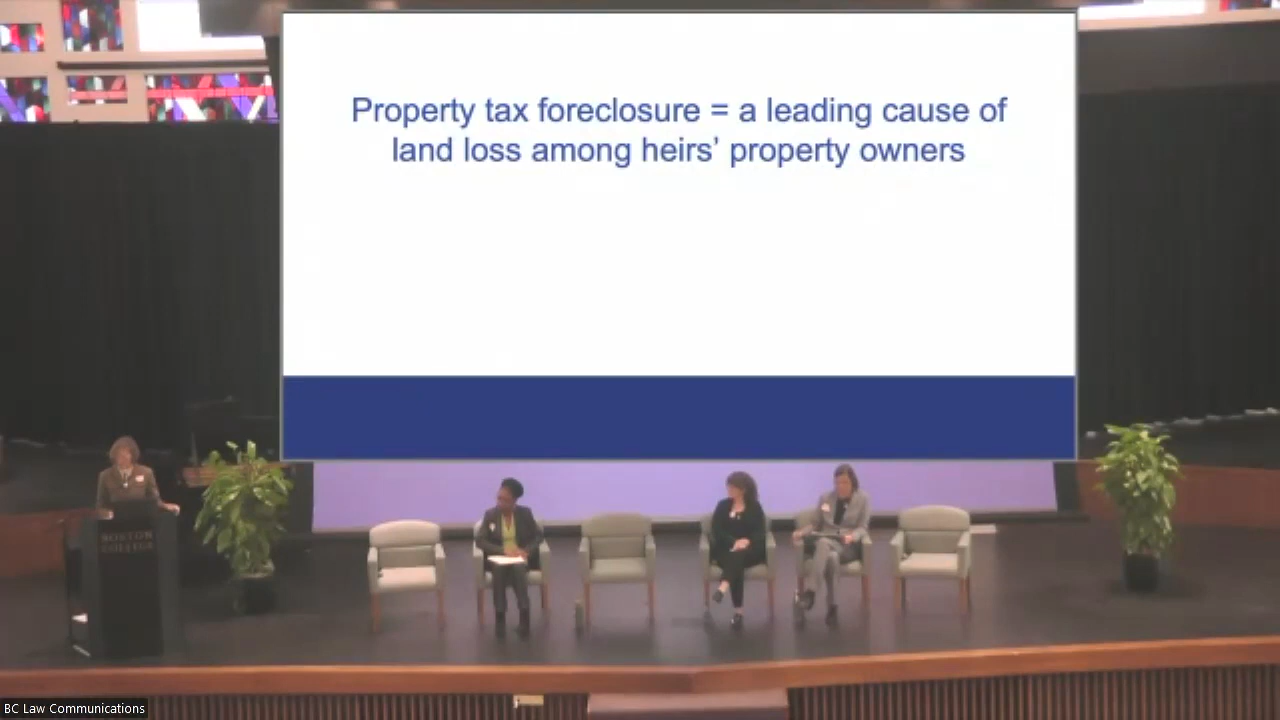 Property tax foreclosure = a leading cause of
land loss among heirs’ property owners
BOSTON
COLLEGE
BC Law Communications